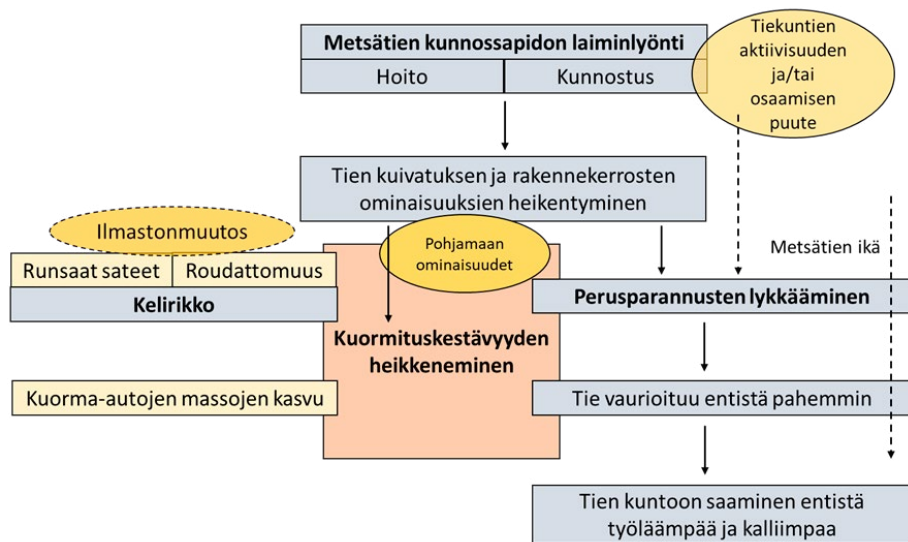 Metsätien kunnossapidon laiminlyönti
Hoito
Kunnostus
Tiekuntien
aktiivisuuden
ja/tai
osaamisen
puute
Tien kuivatuksen ja rakennekerrosten
ominaisuuksien heikentyminen
Ilmastonmuutos
Runsaat sateet
Roudattomuus
Kelirikko
Pohjamaan
ominaisuudet
Metsätien ikä
Perusparannusten lykkääminen
Kuormituskestävyyden
heikkeneminen
Kuorma-autojen massojen kasvu
Tie vaurioituu entistä pahemmin
Tien kuntoon saaminen entistä
työläämpää ja kalliimpaa